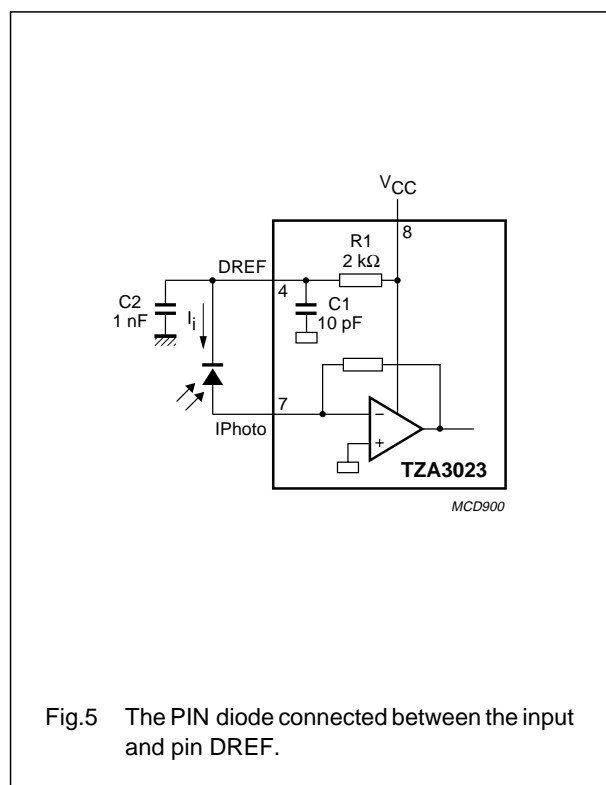 VCC
8
R1
2 kΩ
DREF
4
C1
10 pF
C2
1 nF
Ii
7
IPhoto
−
+
TZA3023
MCD900
Fig.5 The PIN diode connected between the input
and pin DREF.